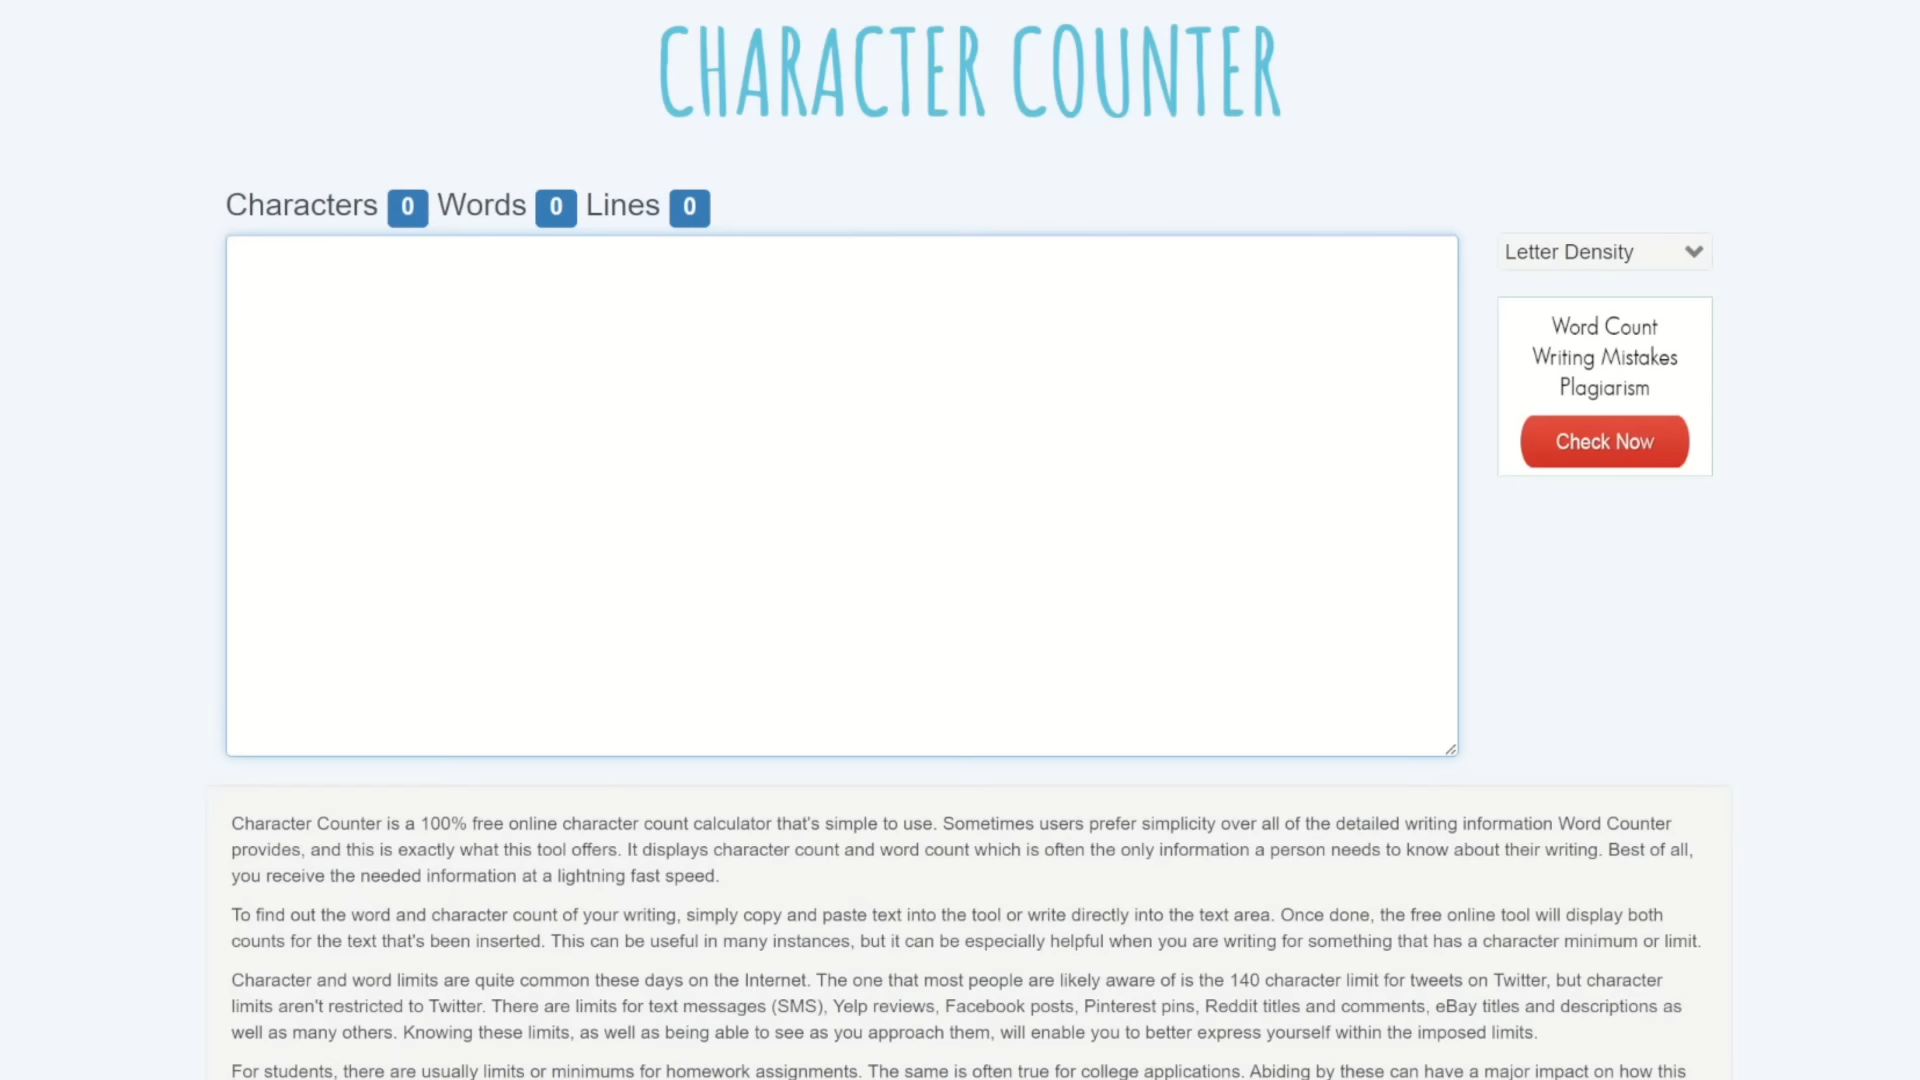 CHARACTER COUNTER
Characters 0 Words 0 Lines 0
Letter Density
Word Count
Writing Mistakes
Plagiarism
Check Now
Character Counter is a 100% free online character count calculator that's simple to use. Sometimes users prefer simplicity over all of the detailed writing information Word Counter
provides, and this is exactly what this tool offers. It displays character count and word count which is often the only information a person needs to know about their writing. Best of all,
you receive the needed information at a lightning fast speed.
To find out the word and character count of your writing, simply copy and paste text into the tool or write directly into the text area. Once done, the free online tool will display both
counts for the text that's been inserted. This can be useful in many instances, but it can be especially helpful when you are writing for something that has a character minimum or limit.
Character and word limits are quite common these days on the Internet. The one that most people are likely aware of is the 140 character limit for tweets on Twitter, but character
limits aren't restricted to Twitter. There are limits for text messages (SMS), Yelp reviews, Facebook posts, Pinterest pins, Reddit titles and comments, eBay titles and descriptions as
well as many others. Knowing these limits, as well as being able to see as you approach them, will enable you to better express yourself within the imposed limits.
For students, there are usually limits or minimums for homework assignments. The same is often true for college applications. Abiding by these can have a major impact on how this